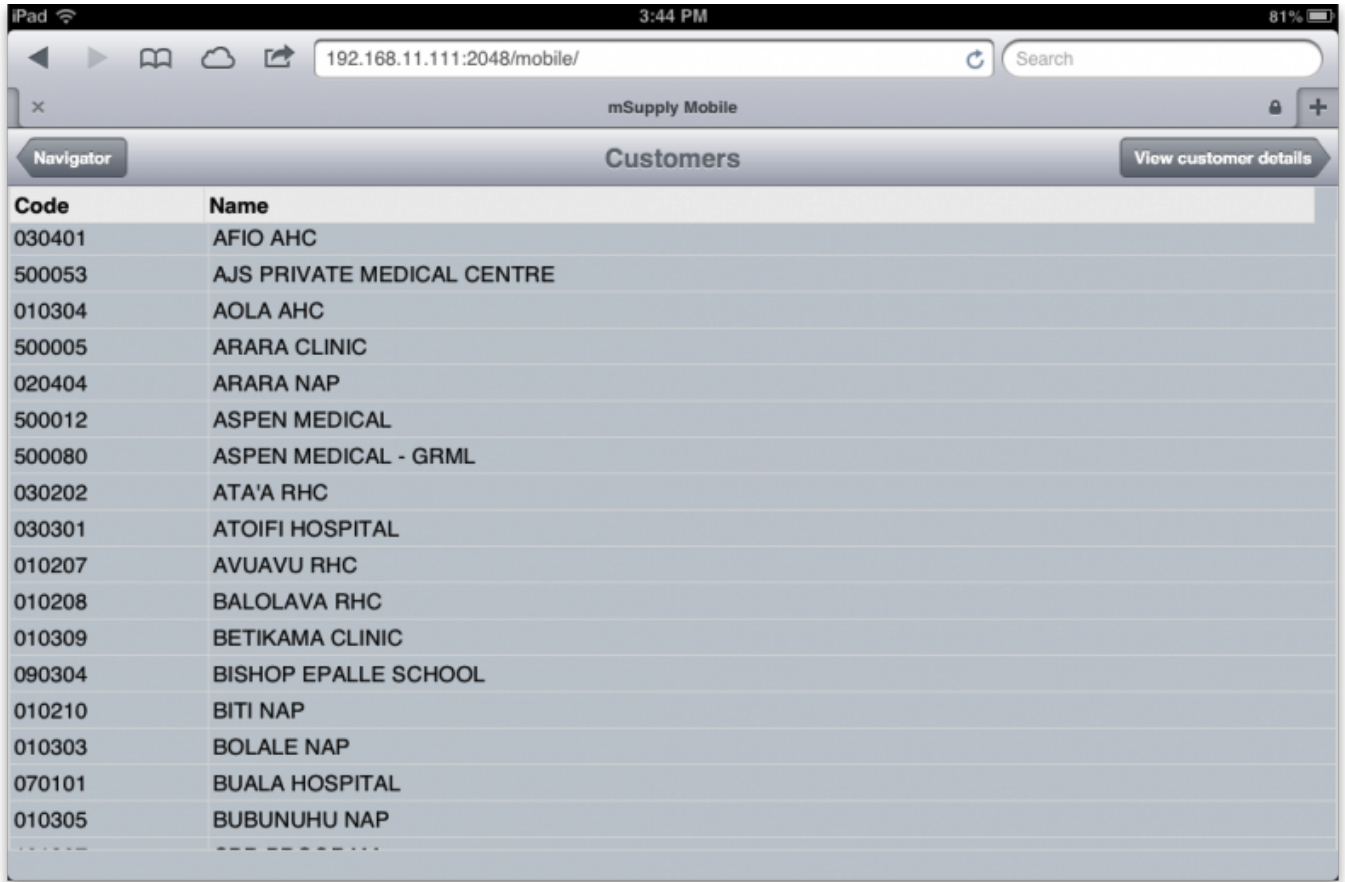 iPad 3:44 PM 81%
192.168.11.111:2048/mobile/ Search
mSupply Mobile
Navigator Customers View customer details
Code Name
030401 AFIO AHC
500053 AJS PRIVATE MEDICAL CENTRE
010304 AOLA AHC
500005 ARARA CLINIC
020404 ARARA NAP
500012 ASPEN MEDICAL
500080 ASPEN MEDICAL - GRML
030202 ATA'A RHC
030301 ATOIFI HOSPITAL
010207 AVUAVU RHC
010208 BALOLAVA RHC
010309 BETIKAMA CLINIC
090304 BISHOP EPALLE SCHOOL
010210 BITI NAP
010303 BOLALE NAP
070101 BUALA HOSPITAL
010305 BUBUNUHU NAP